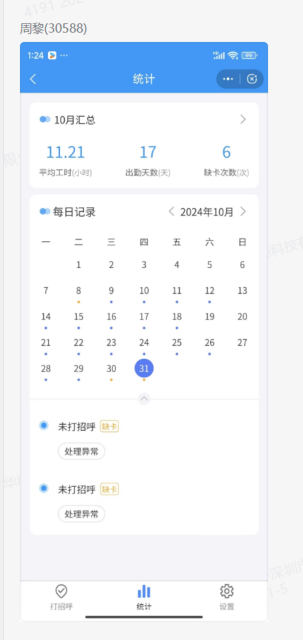 周黎(30588)
1:24
统计
10月汇总
11.21 17 6
平均工时(小时) 出勤天数(天) 缺卡次数(次)
每日记录 2024年10月
一 二 三 四 五 六 日
1 2 3 4 5 6
7 8 9 10 11 12 13
14 15 16 17 18 19 20
21 22 23 24 25 26 27
28 29 30 31
未打招呼 缺卡
处理异常
未打招呼 缺卡
处理异常
打招呼 统计 设置